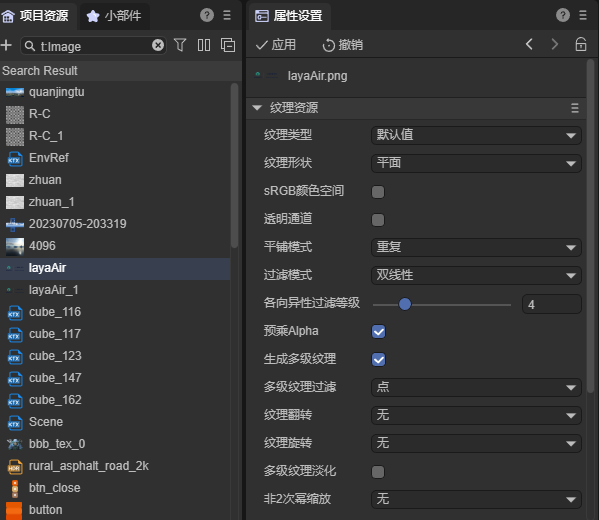 项目资源
小部件
t:Image
Search Result
quanjingtu
R-C
R-C_1
EnvRef
zhuan
zhuan_1
20230705-203319
4096
layaAir
layaAir_1
cube_116
cube_117
cube_123
cube_147
cube_162
Scene
bbb_tex_0
rural_asphalt_road_2k
btn_close
button
属性设置
应用
撤销
layaAir.png
纹理资源
纹理类型 默认值
纹理形状 平面
sRGB颜色空间
透明通道
平铺模式 重复
过滤模式 双线性
各向异性过滤等级 4
预乘Alpha
生成多级纹理
多级纹理过滤 点
纹理翻转 无
纹理旋转 无
多级纹理淡化
非2次幂缩放 无